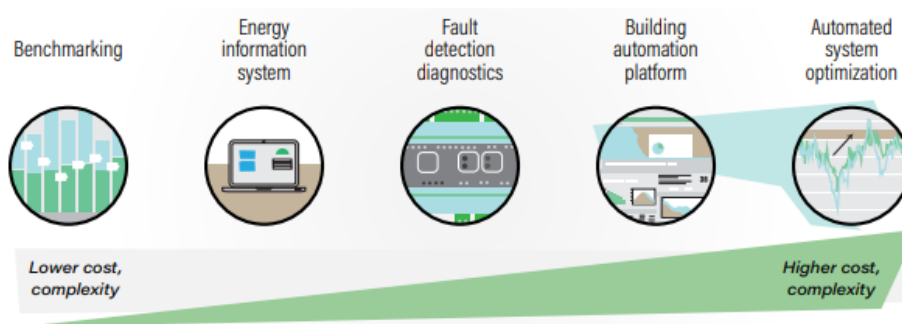 Benchmarking
Energy
information
system
Fault
detection
diagnostics
Building
automation
platform
Automated
system
optimization
38
Lower cost,
complexity
Higher cost,
complexity